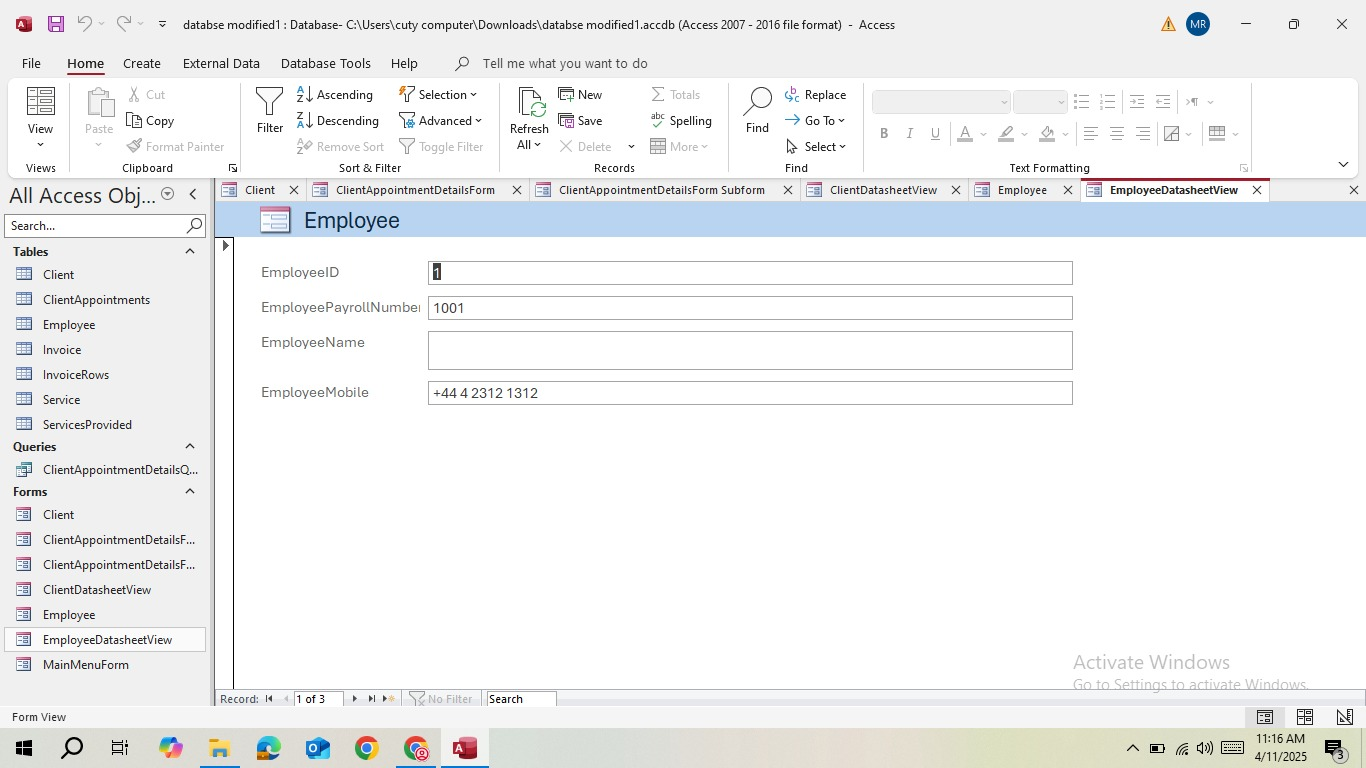 databse modified1 : Database- C:\Users\cuty computer\Downloads\databse modified1.accdb (Access 2007 - 2016 file format) - Access
MR
File Home Create External Data Database Tools Help Tell me what you want to do
View
Views
Paste
Cut
Copy
Format Painter
Clipboard
Filter
Ascending
Descending
Remove Sort
Selection
Advanced
Toggle Filter
Sort & Filter
Refresh
All
New
Save
Delete
Totals
Spelling
More
Records
Find
Replace
Go To
Select
Find
B I U A
Text Formatting
All Access Obj...
Search...
Tables
Client
ClientAppointments
Employee
Invoice
InvoiceRows
Service
ServicesProvided
Queries
ClientAppointmentDetailsQ...
Forms
Client
ClientAppointmentDetailsF...
ClientAppointmentDetailsF...
ClientDatasheetView
Employee
EmployeeDatasheetView
MainMenuForm
Client ClientAppointmentDetailsForm ClientAppointmentDetailsForm Subform ClientDatasheetView Employee EmployeeDatasheetView
Employee
EmployeeID 1
EmployeePayrollNumber 1001
EmployeeName
EmployeeMobile +44 4 2312 1312
Activate Windows
Go to Settings to activate Windows.
Record: 1 of 3 No Filter Search
Form View
11:16 AM
4/11/2025
3